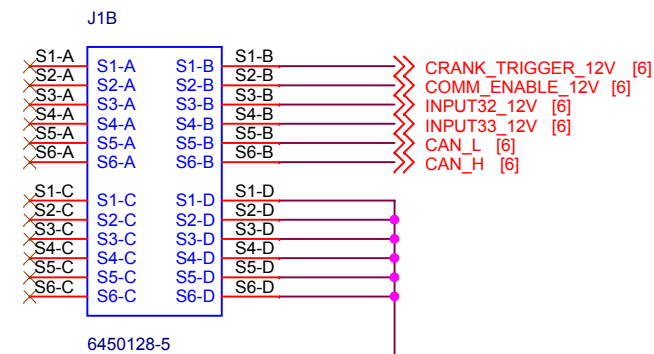 J1B
S1-A S1-A S1-B S1-B CRANK_TRIGGER_12V [6]
S2-A S2-A S2-B S2-B COMM_ENABLE_12V [6]
S3-A S3-A S3-B S3-B INPUT32_12V [6]
S4-A S4-A S4-B S4-B INPUT33_12V [6]
S5-A S5-A S5-B S5-B CAN_L [6]
S6-A S6-A S6-B S6-B CAN_H [6]
S1-C S1-C S1-D S1-D
S2-C S2-C S2-D S2-D
S3-C S3-C S3-D S3-D
S4-C S4-C S4-D S4-D
S5-C S5-C S5-D S5-D
S6-C S6-C S6-D S6-D
6450128-5